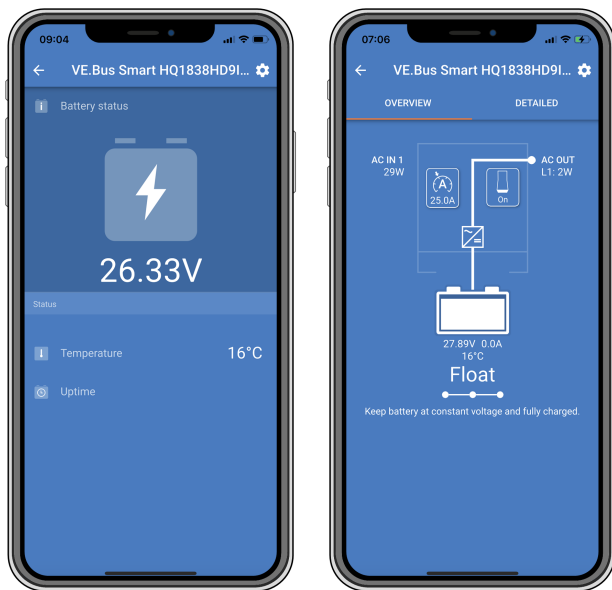 09:04
VE.Bus Smart HQ1838HD9I...
Battery status
26.33V
Status
Temperature 16°C
Uptime
07:06
VE.Bus Smart HQ1838HD9I...
OVERVIEW DETAILED
AC IN 1
29W
A
25.0A
On
AC OUT
L1: 2W
27.89V 0.0A
16°C
Float
Keep battery at constant voltage and fully charged.